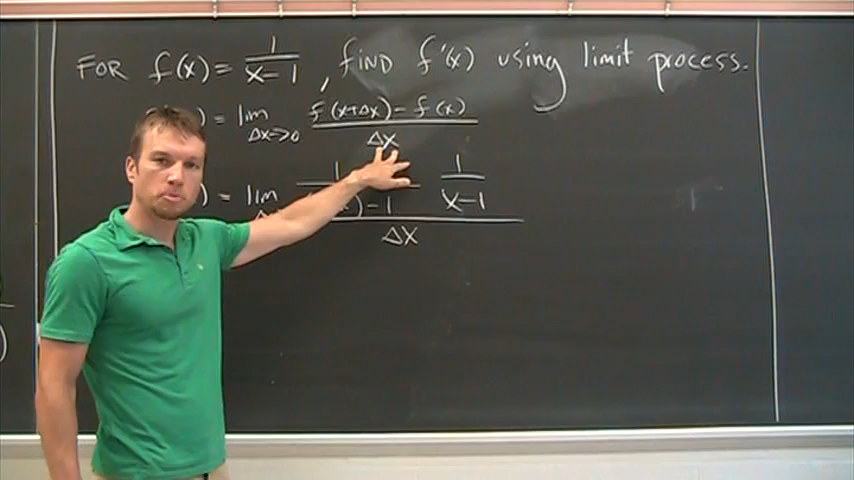 FOR f(x) = 1/(x-1), find f'(x) using limit process.
) = lim Δx->0 (f(x+Δx) - f(x))/Δx
) = lim 1/( x)-1 1/(x-1) / Δx